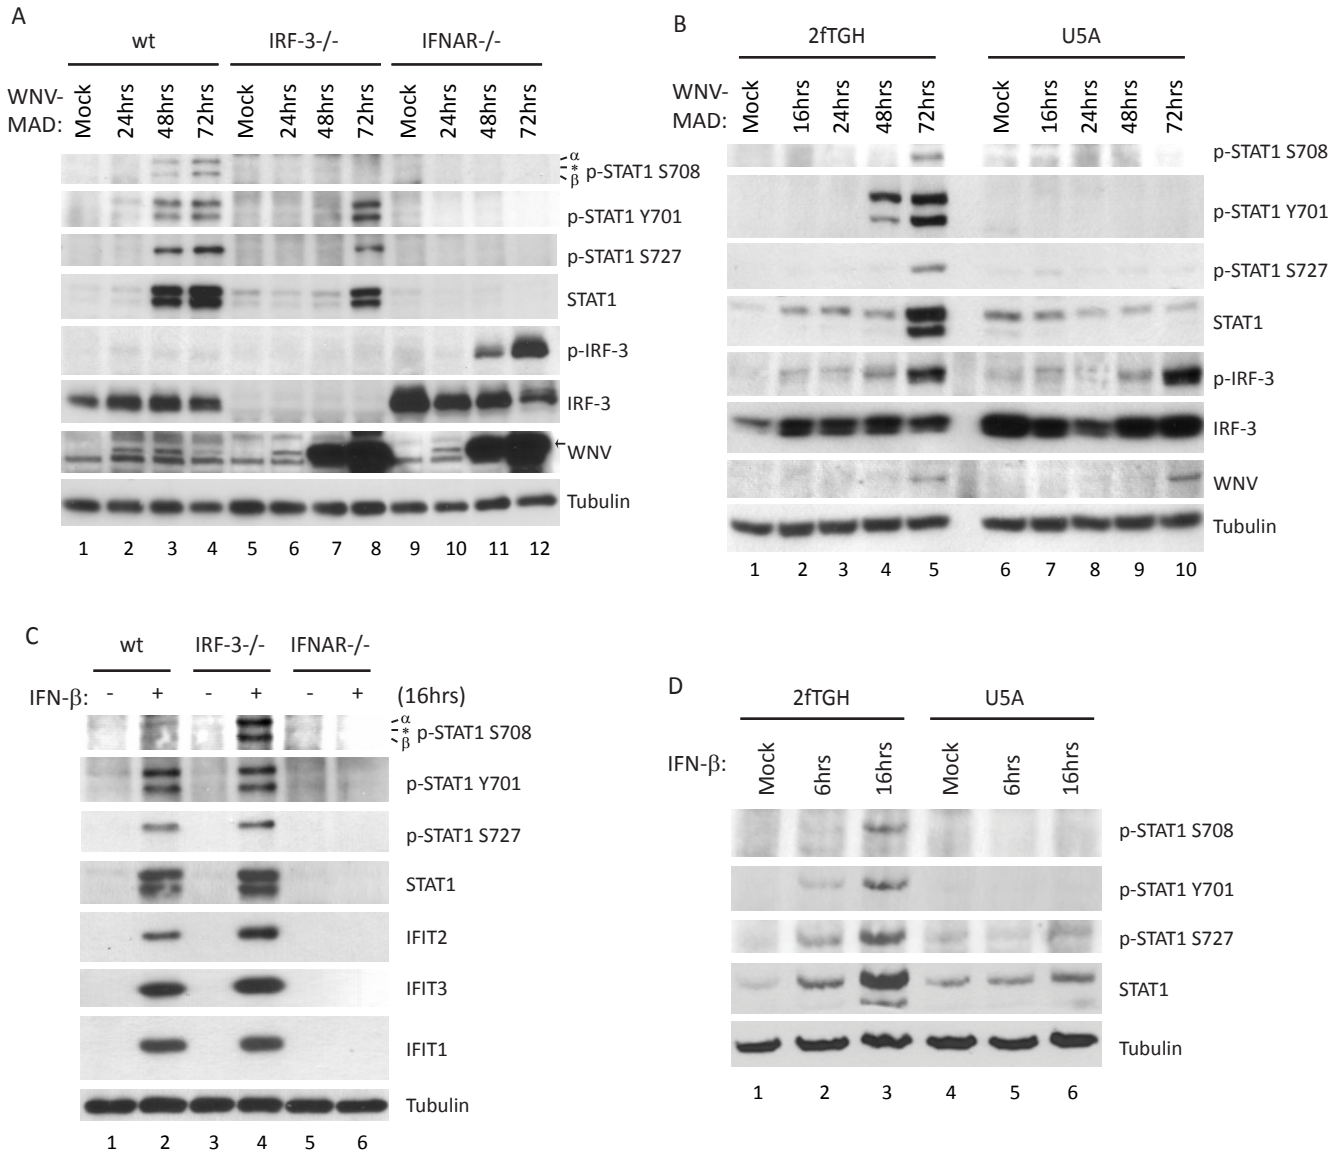 A
wt IRF-3-/- IFNAR-/-
WNV-
MAD: Mock 24hrs 48hrs 72hrs Mock 24hrs 48hrs 72hrs Mock 24hrs 48hrs 72hrs
α
* p-STAT1 S708
β
p-STAT1 Y701
p-STAT1 S727
STAT1
p-IRF-3
IRF-3
←WNV
Tubulin
1 2 3 4 5 6 7 8 9 10 11 12
B
2fTGH U5A
WNV-
MAD: Mock 16hrs 24hrs 48hrs 72hrs Mock 16hrs 24hrs 48hrs 72hrs
p-STAT1 S708
p-STAT1 Y701
p-STAT1 S727
STAT1
p-IRF-3
IRF-3
WNV
Tubulin
1 2 3 4 5 6 7 8 9 10
C
wt IRF-3-/- IFNAR-/-
IFN-β: - + - + - + (16hrs)
α
* p-STAT1 S708
β
p-STAT1 Y701
p-STAT1 S727
STAT1
IFIT2
IFIT3
IFIT1
Tubulin
1 2 3 4 5 6
D
2fTGH U5A
IFN-β: Mock 6hrs 16hrs Mock 6hrs 16hrs
p-STAT1 S708
p-STAT1 Y701
p-STAT1 S727
STAT1
Tubulin
1 2 3 4 5 6